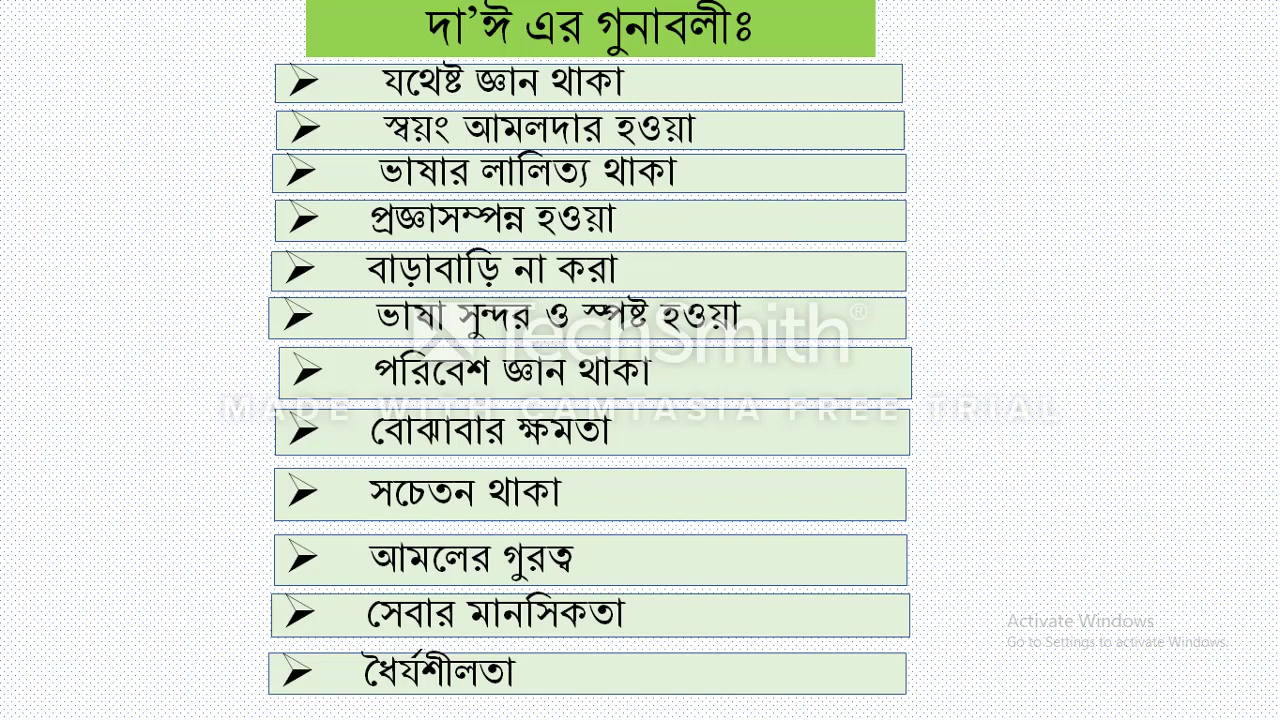 দা’ঈ এর গুনাবলীঃ
যথেষ্ট জ্ঞান থাকা
স্বয়ং আমলদার হওয়া
ভাষার লালিত্য থাকা
প্রজ্ঞাসম্পন্ন হওয়া
বাড়াবাড়ি না করা
ভাষা সুন্দর ও স্পষ্ট হওয়া
TechSmith®
পরিবেশ জ্ঞান থাকা
MADE WITH CAMTASIA FREE TRIAL
বোঝাবার ক্ষমতা
সচেতন থাকা
আমলের গুরত্ব
সেবার মানসিকতা
Activate Windows
Go to Settings to activate Windows.
ধৈর্যশীলতা